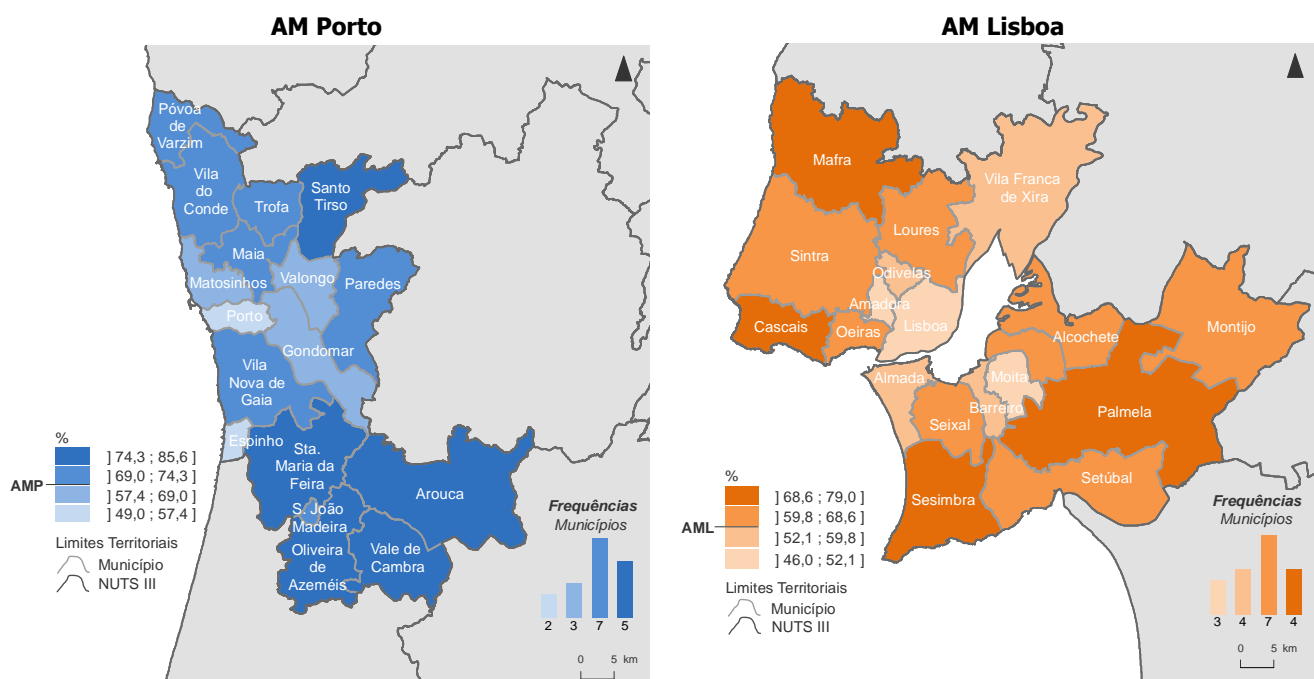 AM Porto
Póvoa
de
Varzim
Vila
do
Conde
Trofa
Santo
Tirso
Maia
Matosinhos
Valongo
Paredes
Porto
Gondomar
Vila
Nova de
Gaia
Espinho
Sta.
Maria da
Feira
Arouca
S. João
Madeira
Oliveira
de
Azeméis
Vale de
Cambra
%
] 74,3 ; 85,6 ]
] 69,0 ; 74,3 ]
AMP
] 57,4 ; 69,0 ]
] 49,0 ; 57,4 ]
Limites Territoriais
Município
NUTS III
Frequências
Municípios
2 3 7 5
0 5 km
AM Lisboa
Mafra
Vila Franca
de Xira
Loures
Sintra
Odivelas
Amadora
Lisboa
Cascais
Oeiras
Montijo
Alcochete
Almada
Moita
Barreiro
Seixal
Palmela
Setúbal
Sesimbra
%
] 68,6 ; 79,0 ]
] 59,8 ; 68,6 ]
AML
] 52,1 ; 59,8 ]
] 46,0 ; 52,1 ]
Limites Territoriais
Município
NUTS III
Frequências
Municípios
3 4 7 4
0 5 km